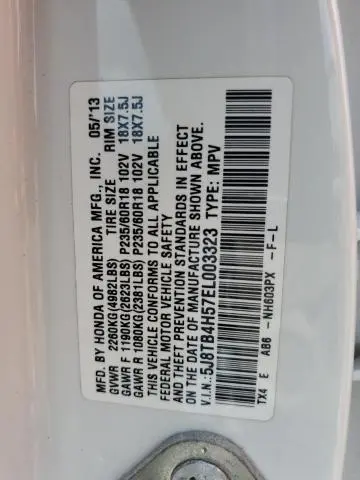 MFD. BY HONDA OF AMERICA MFG., INC. 05/'13
TIRE SIZE RIM SIZE
GVWR 2260KG(4982LBS)
GAWR F 1190KG(2623LBS) P235/60R18 102V 18X7.5J
GAWR R 1080KG(2381LBS) P235/60R18 102V 18X7.5J
THIS VEHICLE CONFORMS TO ALL APPLICABLE
FEDERAL MOTOR VEHICLE SAFETY
AND THEFT PREVENTION STANDARDS IN EFFECT
ON THE DATE OF MANUFACTURE SHOWN ABOVE.
V.I.N.:5J8TB4H57EL003323 TYPE: MPV
TX4 E AB6 -NH603PX -F-L